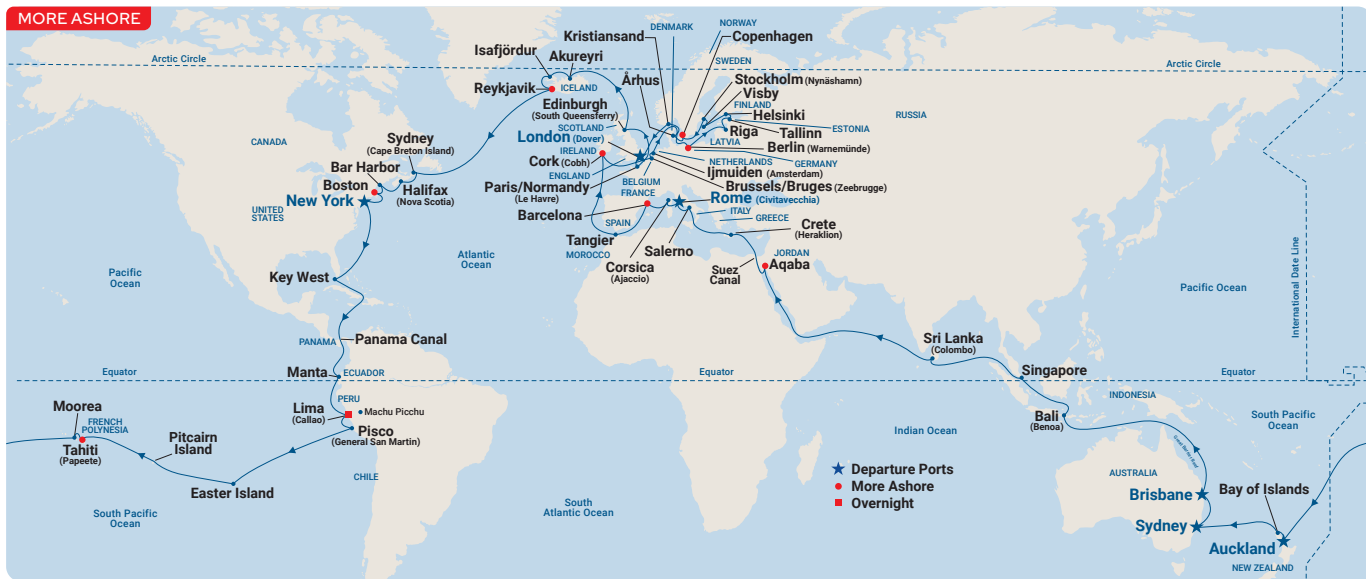 MORE ASHORE
Arctic Circle
Arctic Circle
NORWAY
DENMARK
Kristiansand
Copenhagen
SWEDEN
Isafjördur
Akureyri
Århus
Stockholm (Nynäshamn)
Visby
Reykjavik
ICELAND
Edinburgh
(South Queensferry)
FINLAND
Helsinki
RUSSIA
SCOTLAND
London (Dover)
Riga
Tallinn
ESTONIA
LATVIA
Berlin (Warnemünde)
CANADA
Sydney
(Cape Breton Island)
IRELAND
Cork (Cobh)
ENGLAND
NETHERLANDS
GERMANY
Ijmuiden (Amsterdam)
Bar Harbor
Boston
Halifax
(Nova Scotia)
New York
Paris/Normandy
(Le Havre)
BELGIUM
FRANCE
Brussels/Bruges (Zeebrugge)
Rome
(Civitavecchia)
UNITED
STATES
Barcelona
SPAIN
ITALY
GREECE
Crete
(Heraklion)
Tangier
MOROCCO
Salerno
Corsica
(Ajaccio)
Suez
Canal
JORDAN
Aqaba
Atlantic
Ocean
Pacific
Ocean
Key West
Pacific Ocean
International Date Line
PANAMA
Panama Canal
Sri Lanka
(Colombo)
Manta
ECUADOR
Equator
Equator
Equator
Singapore
INDONESIA
PERU
Lima
(Callao)
Machu Picchu
Pisco
(General San Martin)
Moorea
FRENCH
POLYNESIA
Tahiti
(Papeete)
Pitcairn
Island
Easter Island
CHILE
Bali
(Benoa)
South Pacific
Ocean
Indian Ocean
Great Barrier Reef
AUSTRALIA
Departure Ports
More Ashore
Overnight
South Pacific
Ocean
South
Atlantic Ocean
Brisbane
Bay of Islands
Sydney
Auckland
NEW ZEALAND